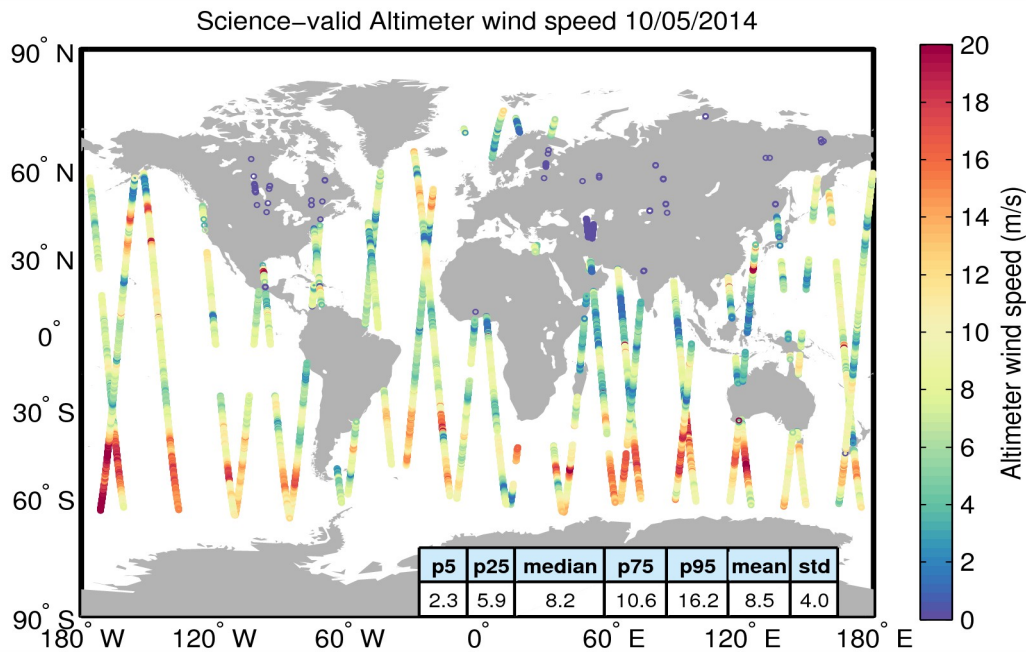 Science−valid Altimeter wind speed 10/05/2014
90° N
60° N
30° N
0°
30° S
60° S
90° S
180° W
120° W
60° W
0°
60° E
120° E
180° E
p5 p25 median p75 p95 mean std
2.3 5.9 8.2 10.6 16.2 8.5 4.0
20
18
16
14
12
10
8
6
4
2
0
Altimeter wind speed (m/s)